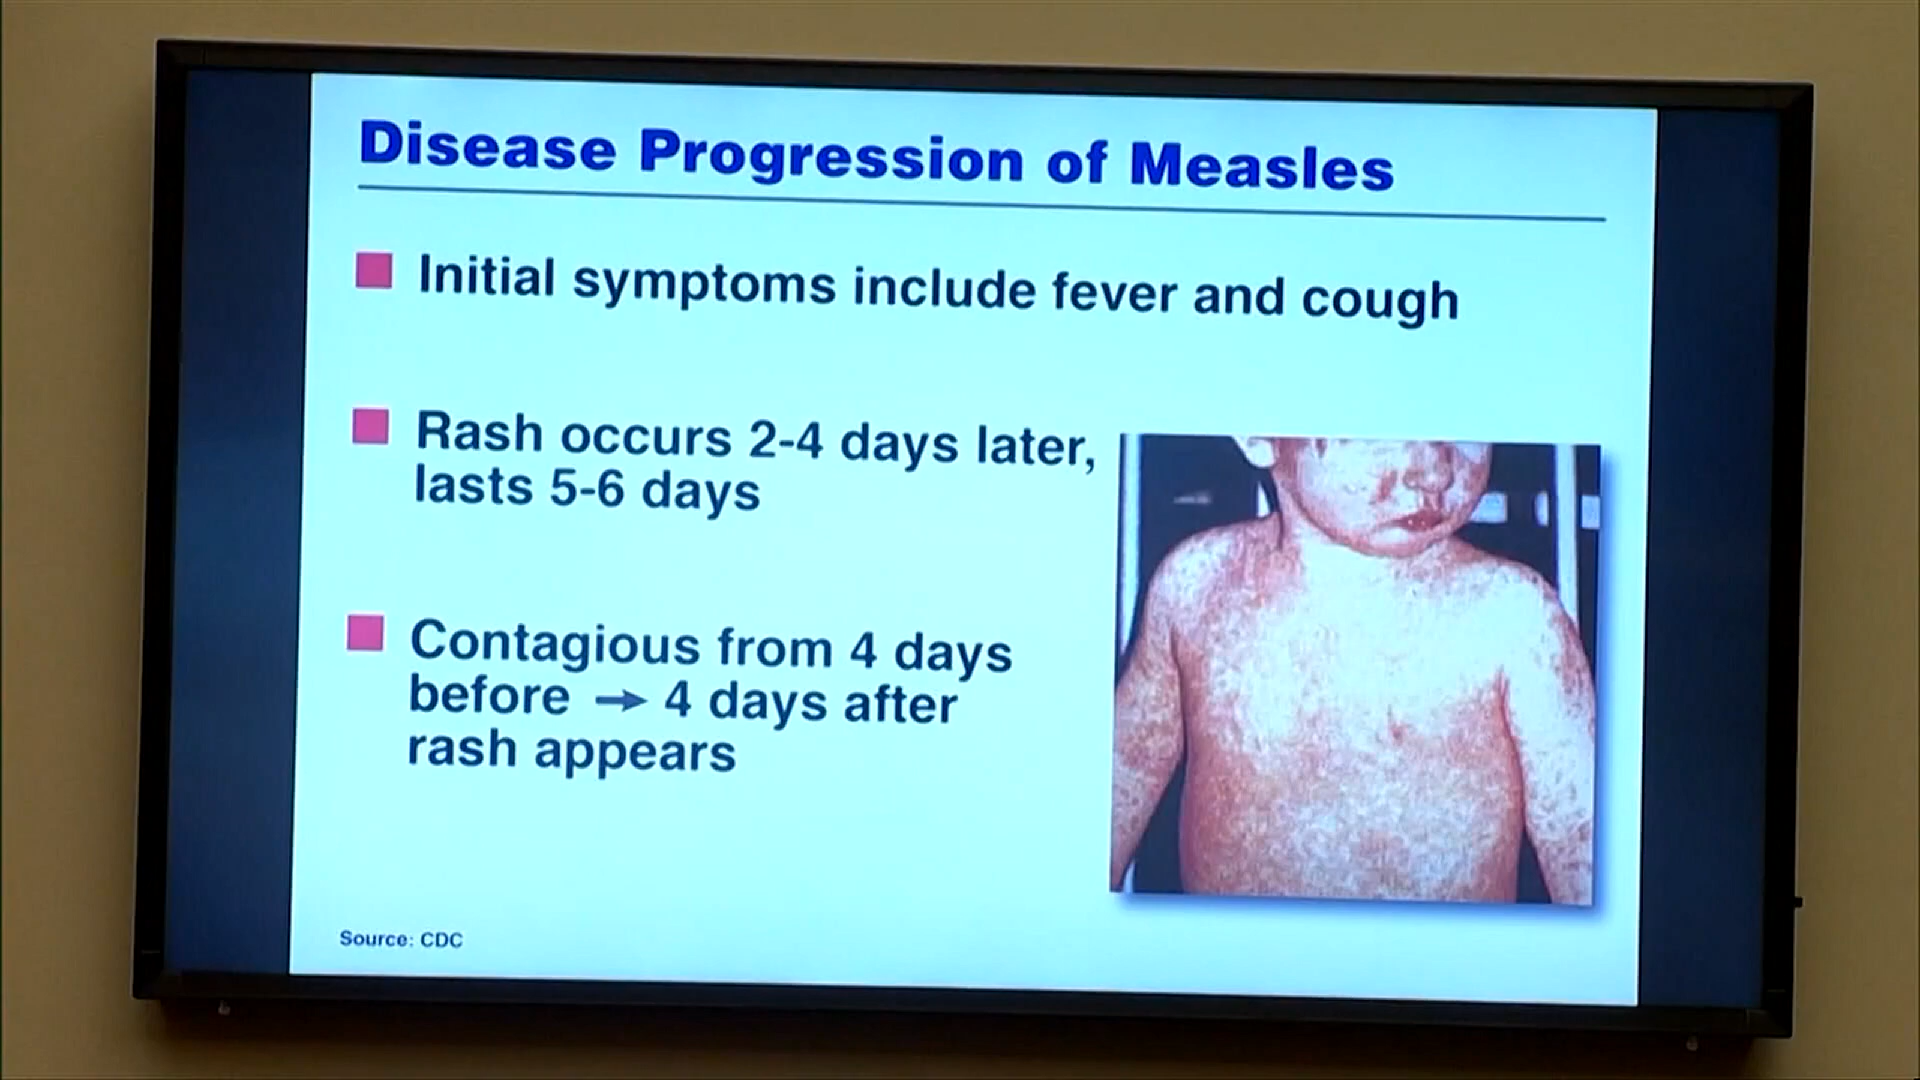 Disease Progression of Measles
Initial symptoms include fever and cough
Rash occurs 2-4 days later,
lasts 5-6 days
Contagious from 4 days
before → 4 days after
rash appears
Source: CDC